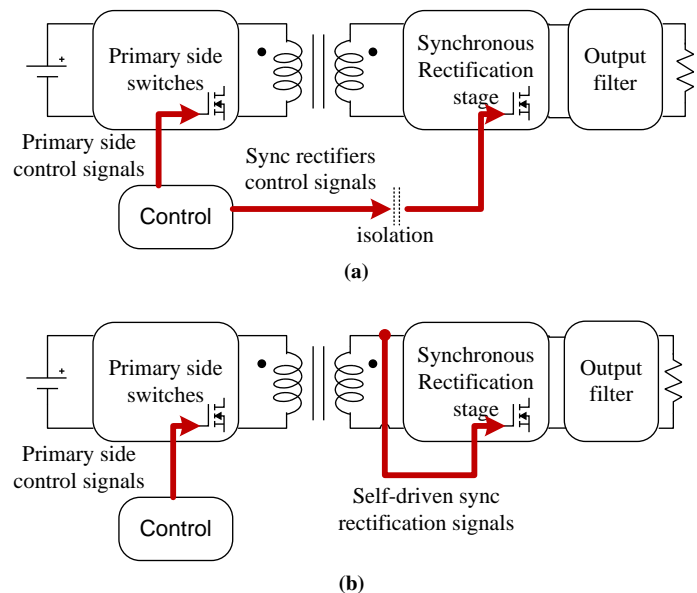 Primary side
switches
Synchronous
Rectification
stage
Output
filter
Primary side
control signals
Sync rectifiers
control signals
Control
isolation
(a)
Primary side
switches
Synchronous
Rectification
stage
Output
filter
Primary side
control signals
Control
Self-driven sync
rectification signals
(b)